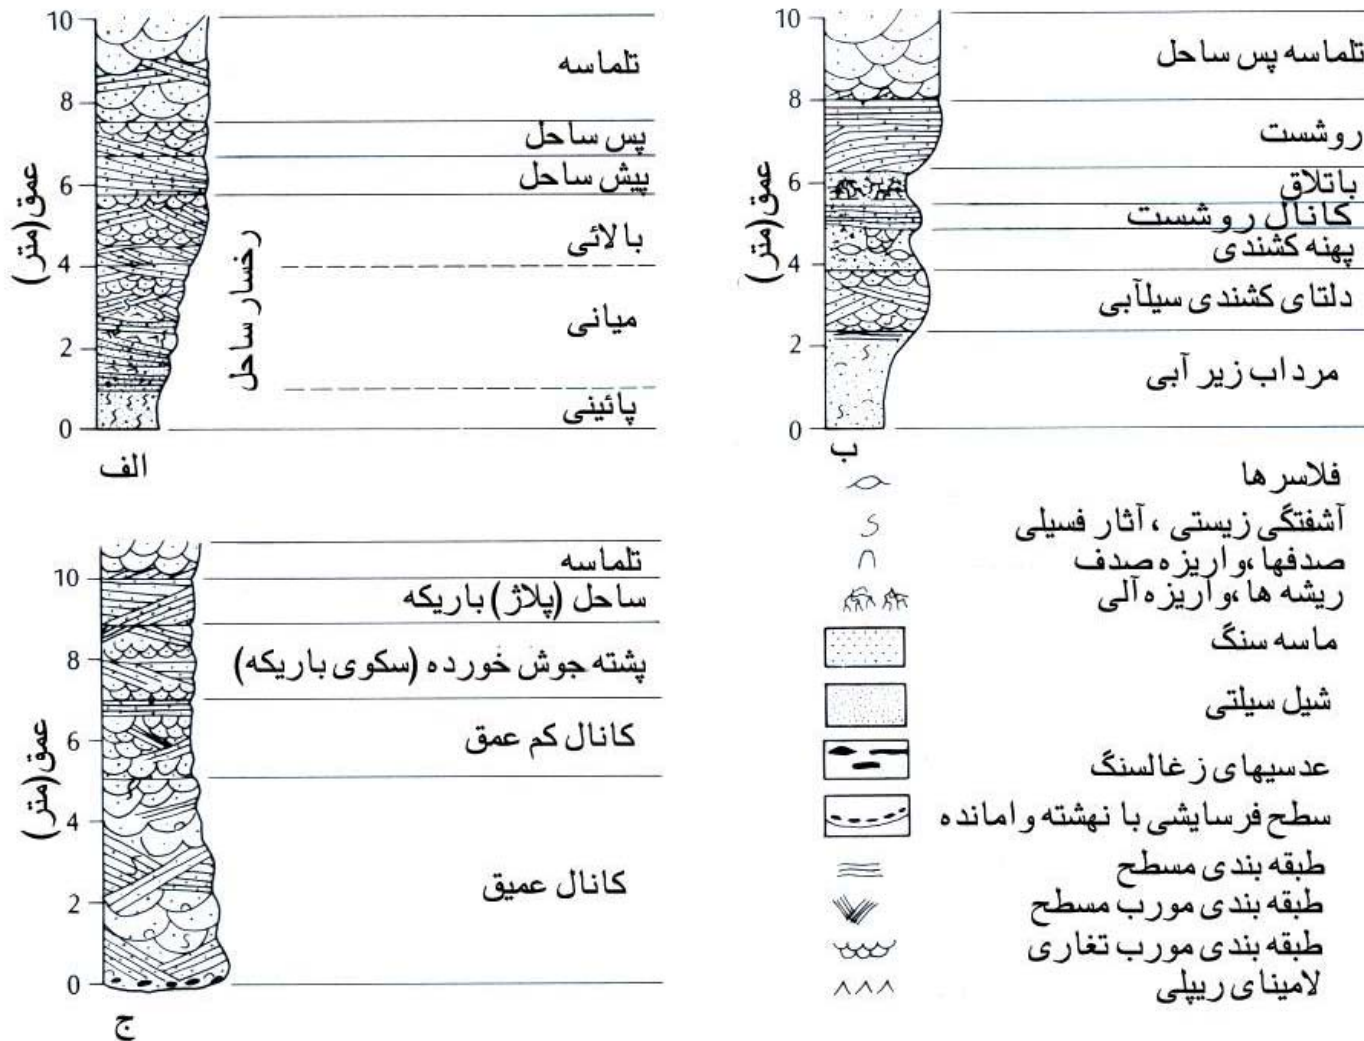 10
8
6
4
2
0
عمق(متر)
تلماسه
پس ساحل
پیش ساحل
بالائی
میانی
پائینی
رخسار ساحل
الف
10
8
6
4
2
0
عمق(متر)
تلماسه پس ساحل
روشست
باتلاق
کانال روشست
پهنه کشندی
دلتای کشندی سیلآبی
مرداب زیر آبی
ب
10
8
6
4
2
0
عمق(متر)
تلماسه
ساحل (پلاژ) باریکه
پشته جوش خورده (سکوی باریکه)
کانال کم عمق
کانال عمیق
ج
فلاسرها
آشفتگی زیستی ، آثار فسیلی
صدفها،واریزه صدف
ریشه ها،واریزه آلی
ماسه سنگ
شیل سیلتی
عدسیهای زغالسنگ
سطح فرسایشی با نهشته وامانده
طبقه بندی مسطح
طبقه بندی مورب مسطح
طبقه بندی مورب تغاری
لامینای ریپلی